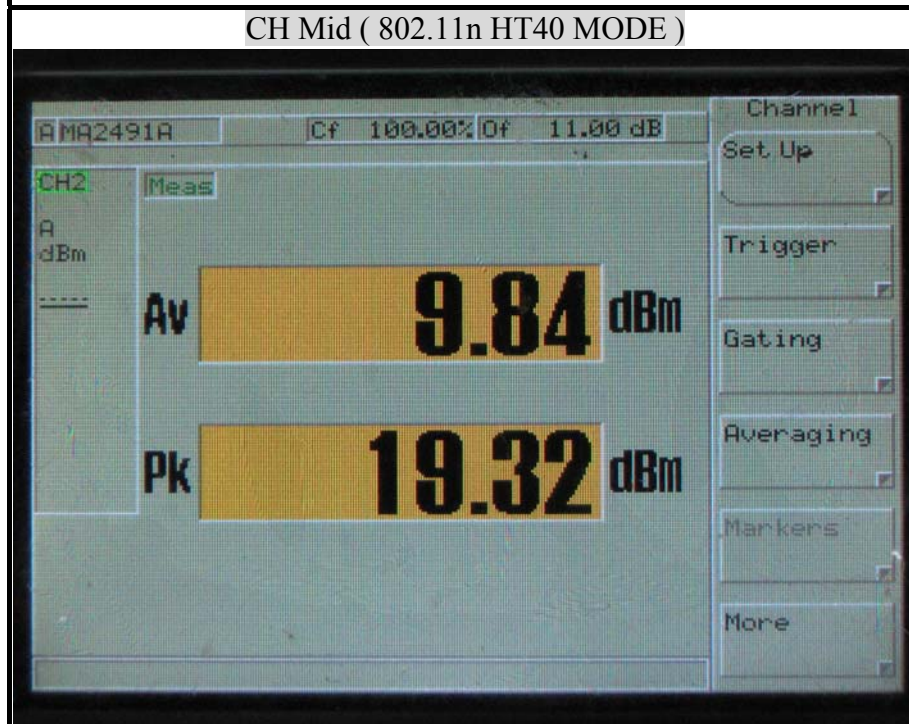 CH Mid ( 802.11n HT40 MODE )
A MA2491A Cf 100.00% Of 11.00 dB
Channel
Set Up
CH2
Meas
A
dBm
-----
Trigger
Av 9.84 dBm
Gating
Averaging
Pk 19.32 dBm
Markers
More